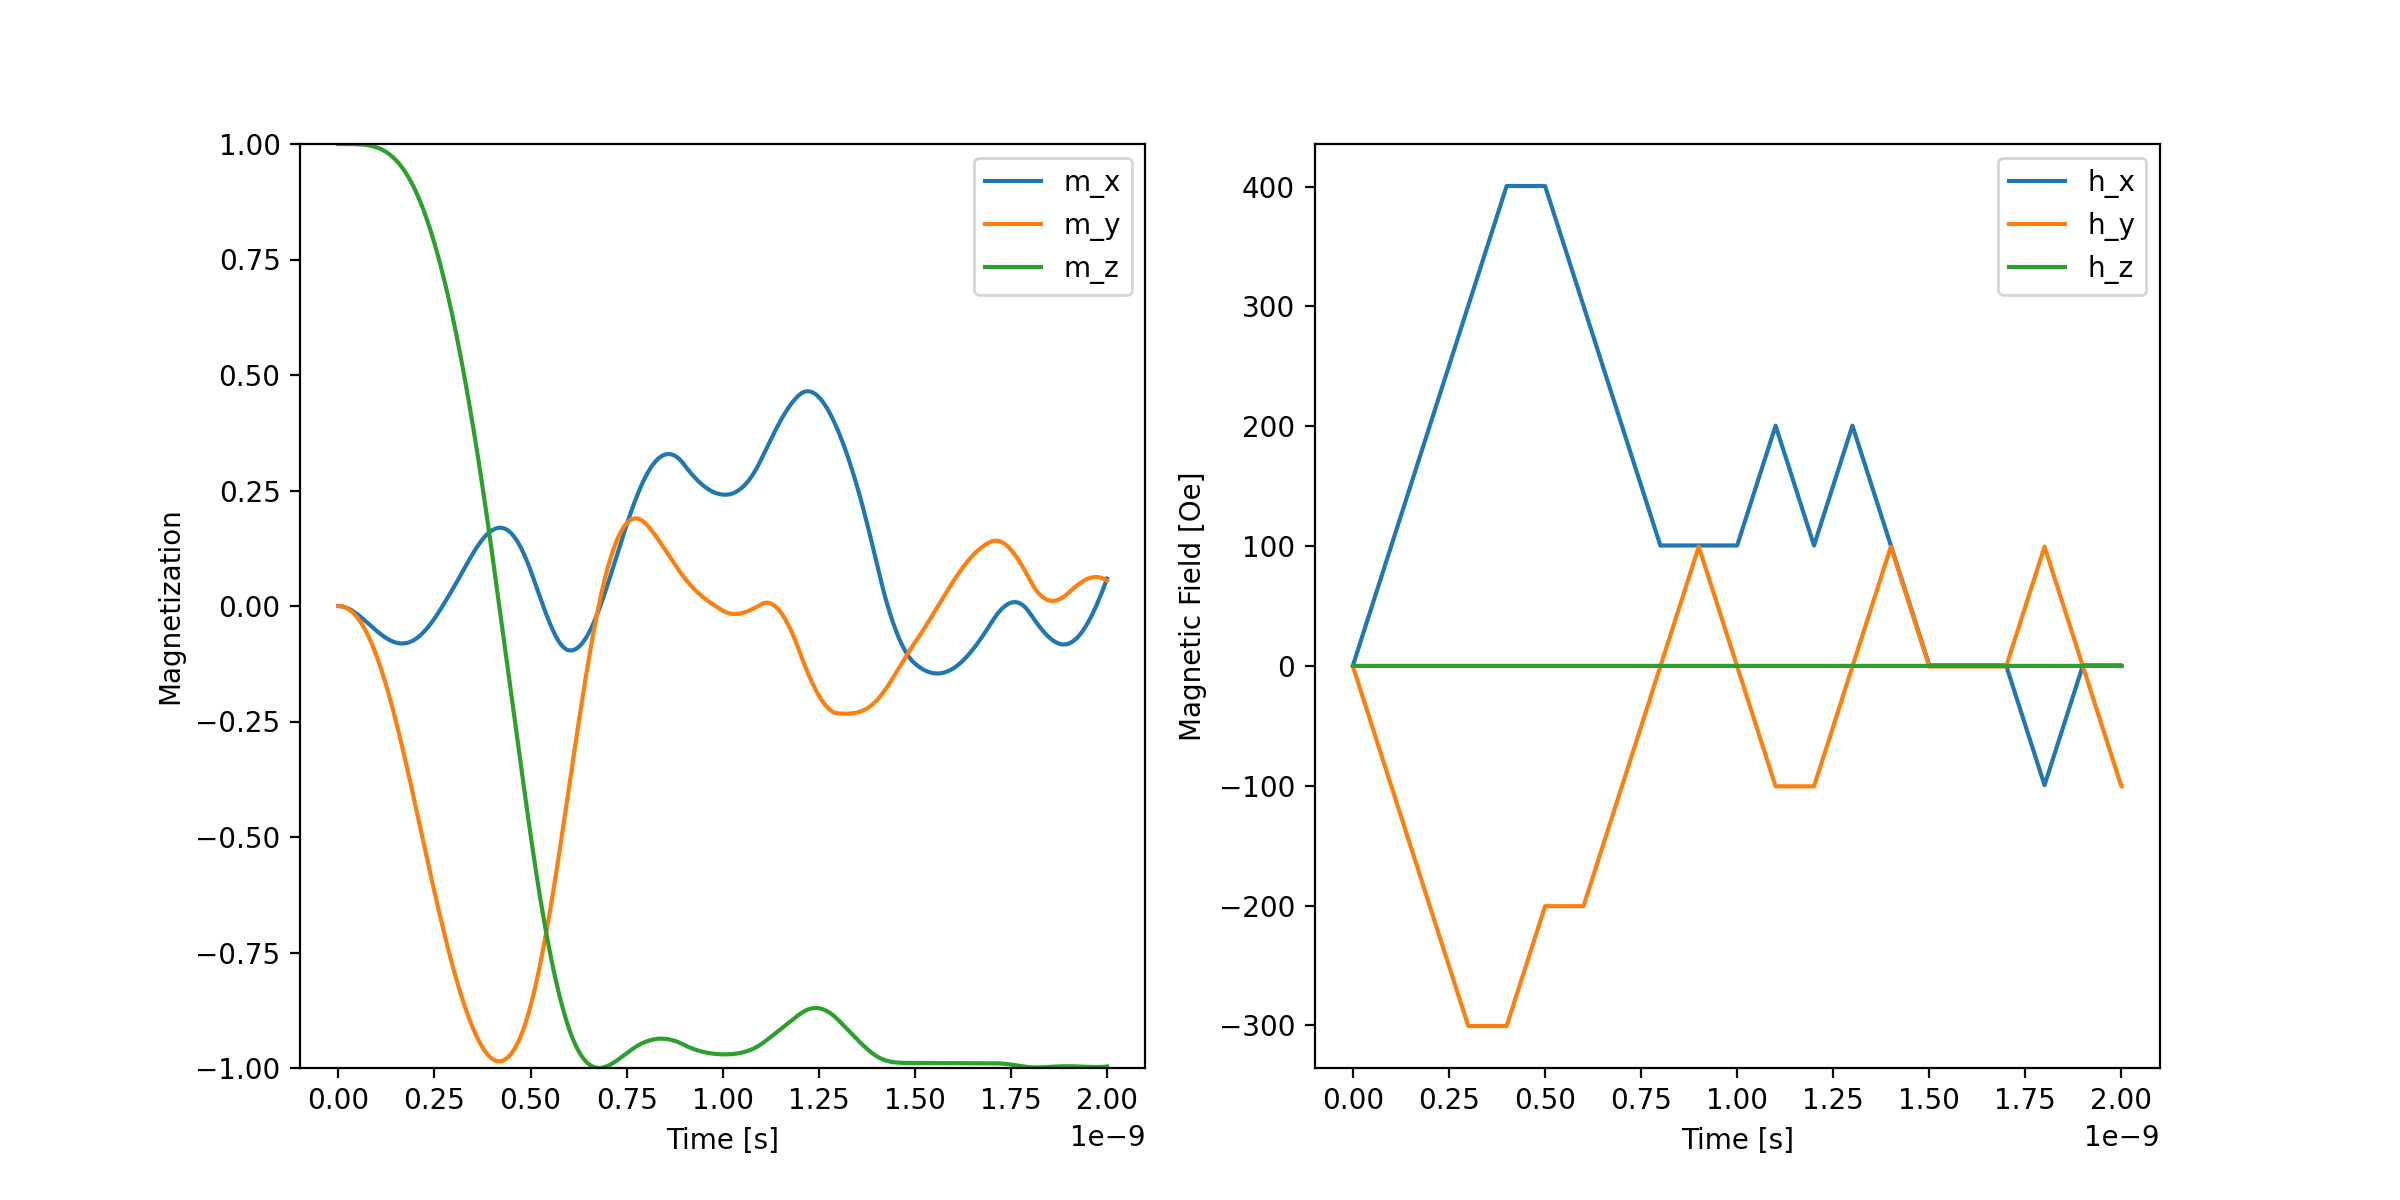 1.00
0.75
0.50
0.25
0.00
−0.25
−0.50
−0.75
−1.00
Magnetization
m_x
m_y
m_z
0.00 0.25 0.50 0.75 1.00 1.25 1.50 1.75 2.00
Time [s]
1e−9
400
300
200
100
0
−100
−200
−300
Magnetic Field [Oe]
h_x
h_y
h_z
0.00 0.25 0.50 0.75 1.00 1.25 1.50 1.75 2.00
Time [s]
1e−9